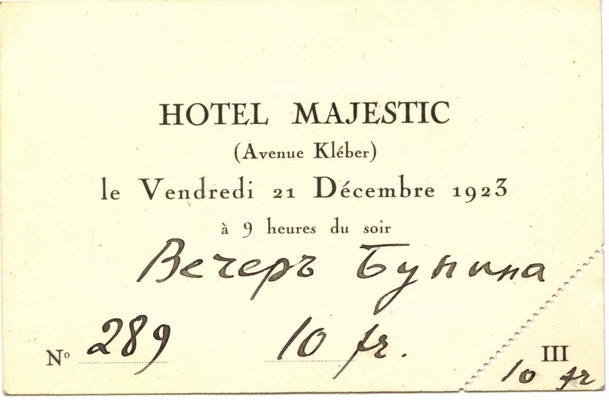 HOTEL MAJESTIC
(Avenue Kléber)
le Vendredi 21 Décembre 1923
à 9 heures du soir
Вечеръ Бунина
Nº 289 10 fr.
III
10 fr